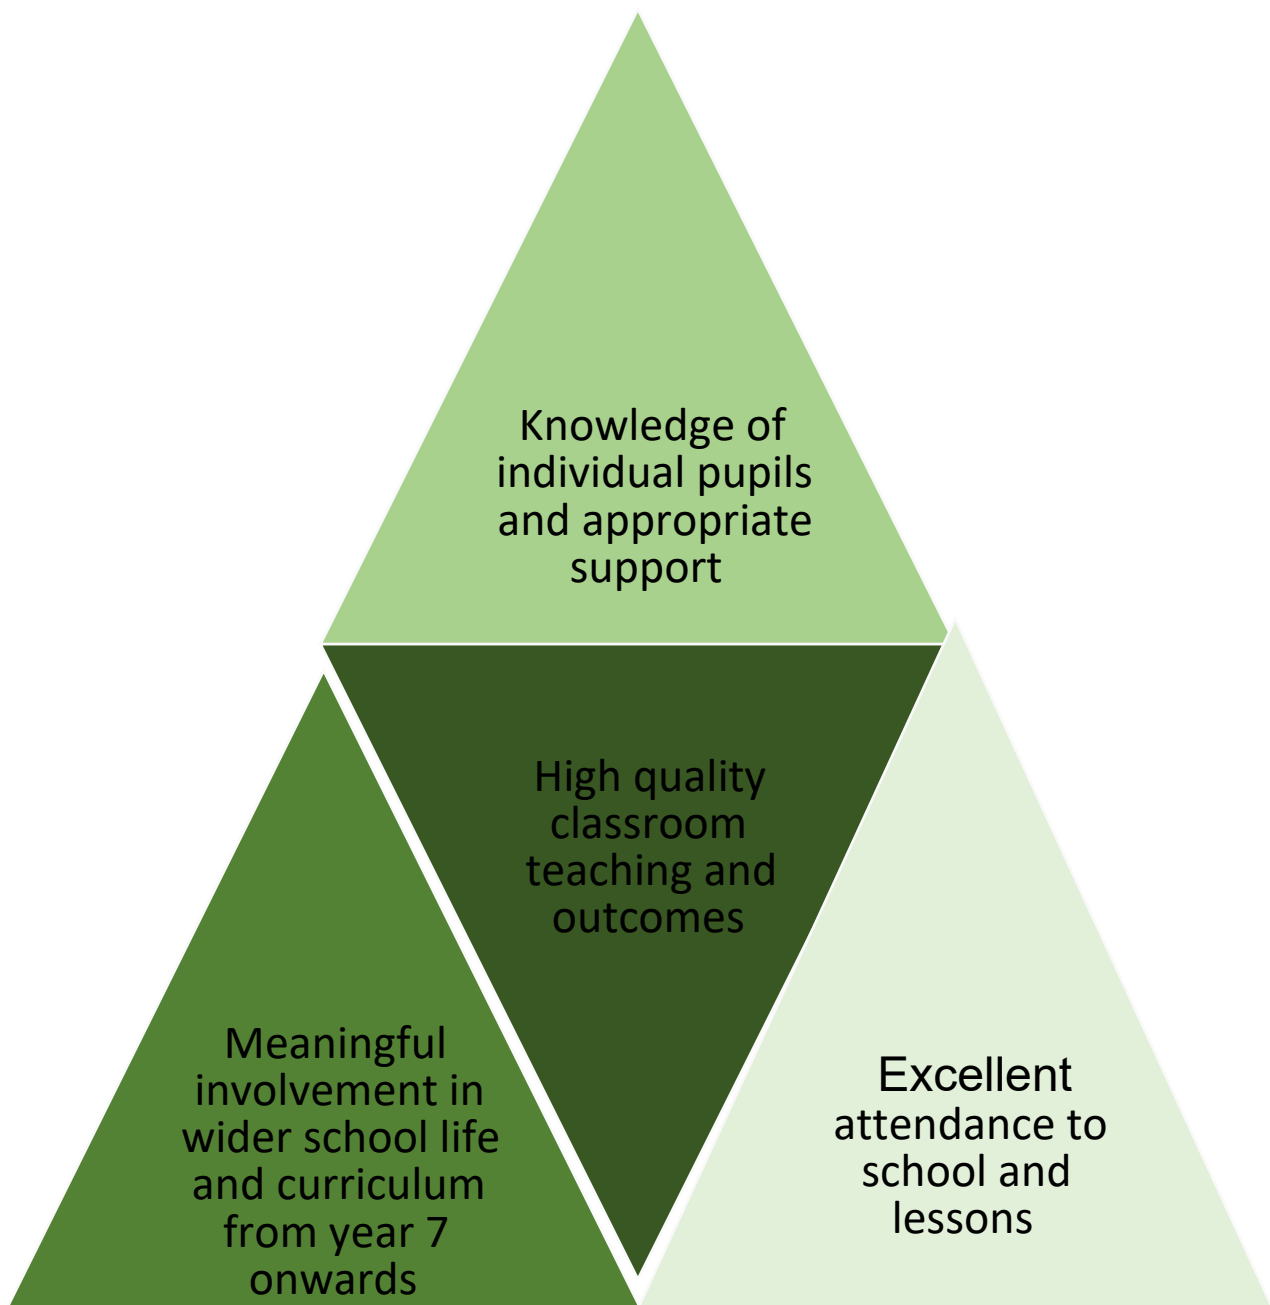 Knowledge of
individual pupils
and appropriate
support
High quality
classroom
teaching and
outcomes
Meaningful
involvement in
wider school life
and curriculum
from year 7
onwards
Excellent
attendance to
school and
lessons